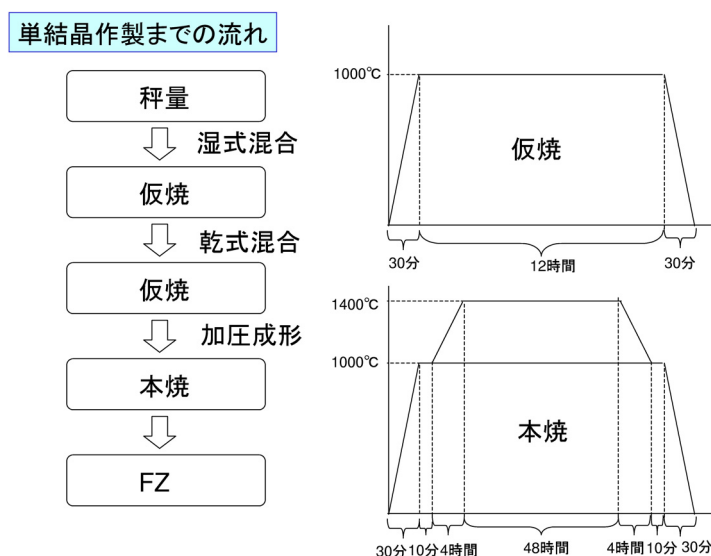 単結晶作製までの流れ
秤量
湿式混合
仮焼
乾式混合
仮焼
加圧成形
本焼
FZ
1000℃
仮焼
30分
12時間
30分
1400℃
1000℃
本焼
30分 10分 4時間 48時間 4時間 10分 30分